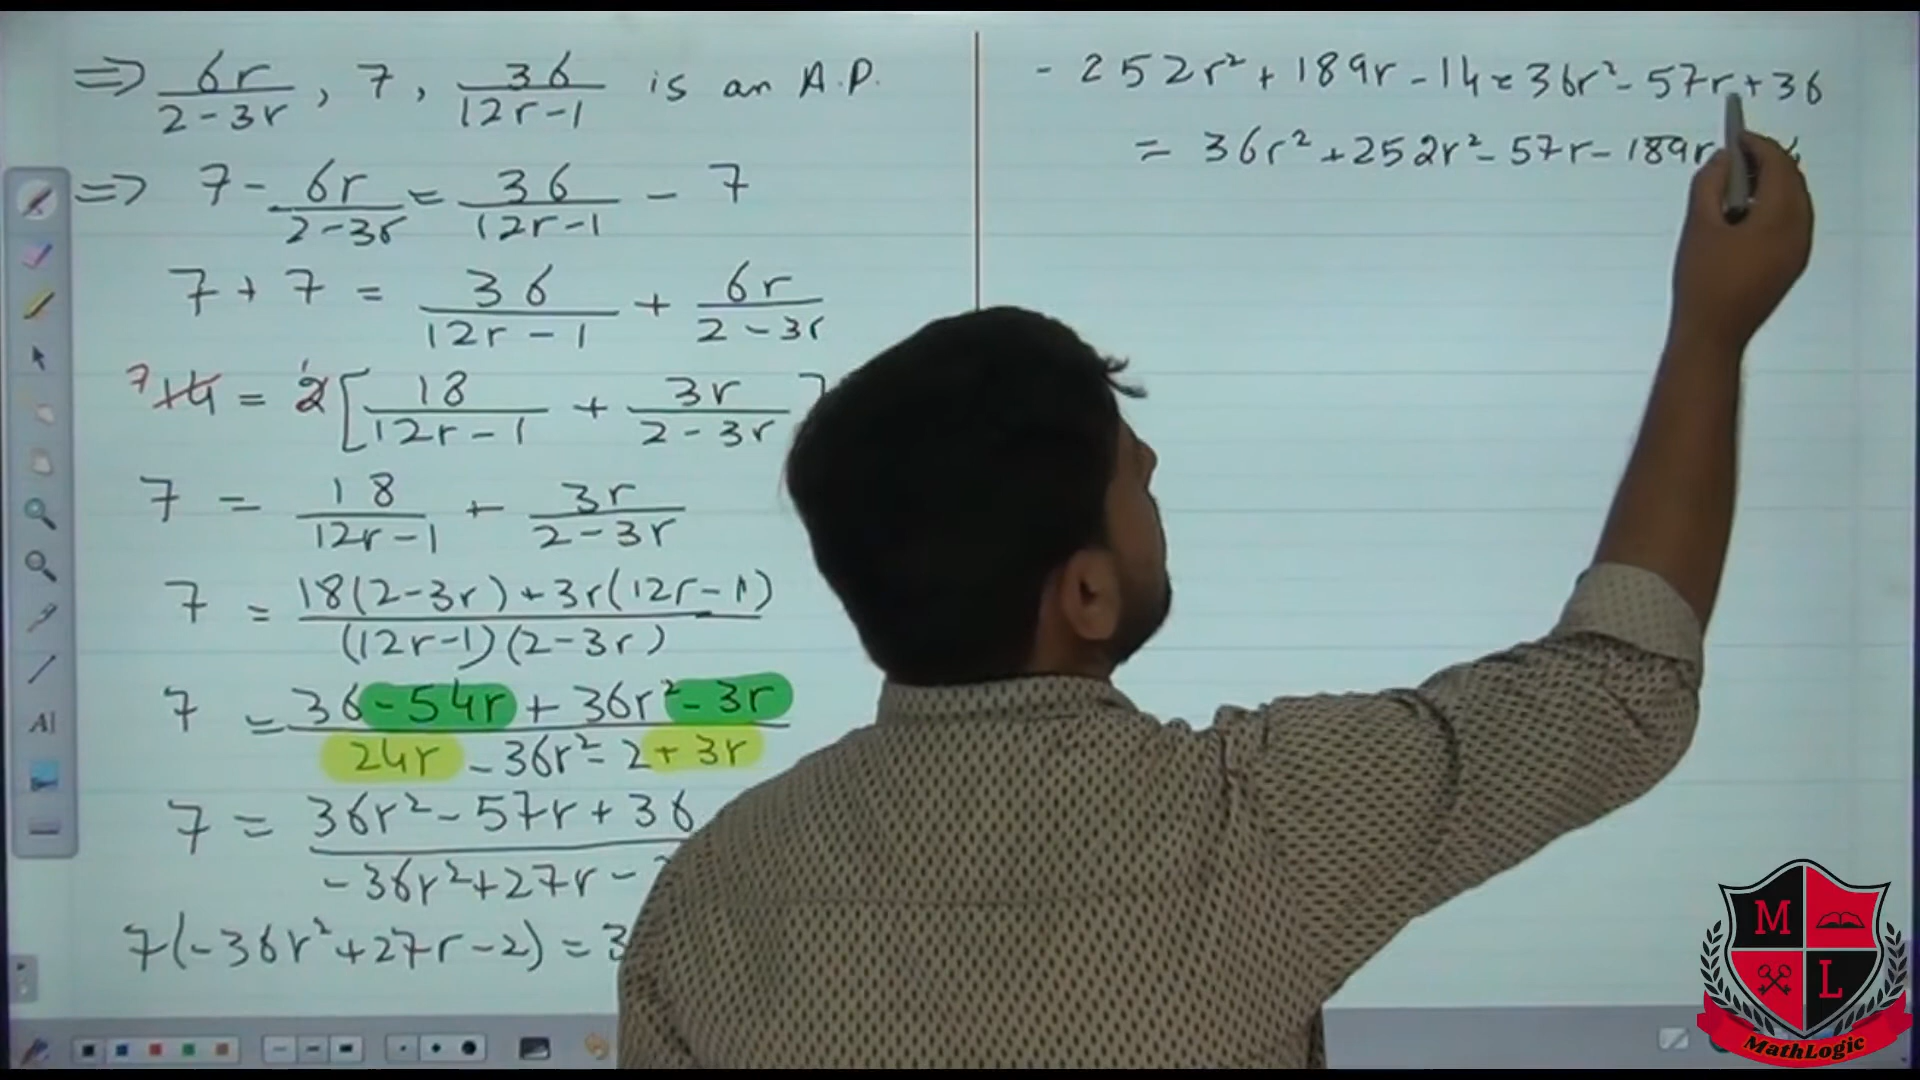 ⇒ 6r/(2-3r), 7, 36/(12r-1) is an A.P.
⇒ 7 - 6r/(2-3r) = 36/(12r-1) - 7
7 + 7 = 36/(12r-1) + 6r/(2-3r)
7 14 = 2 1 [18/(12r-1) + 3r/(2-3r)
7 = 18/(12r-1) + 3r/(2-3r)
7 = (18(2-3r) + 3r(12r-1))/((12r-1)(2-3r))
7 = (36 - 54r + 36r² - 3r)/(24r - 36r² - 2 + 3r)
7 = (36r² - 57r + 36)/(-36r² + 27r -
7(-36r² + 27r - 2) = 3
- 252r² + 189r - 14 = 36r² - 57r + 36
= 36r² + 252r² - 57r - 189r
AI
M
L
MathLogic